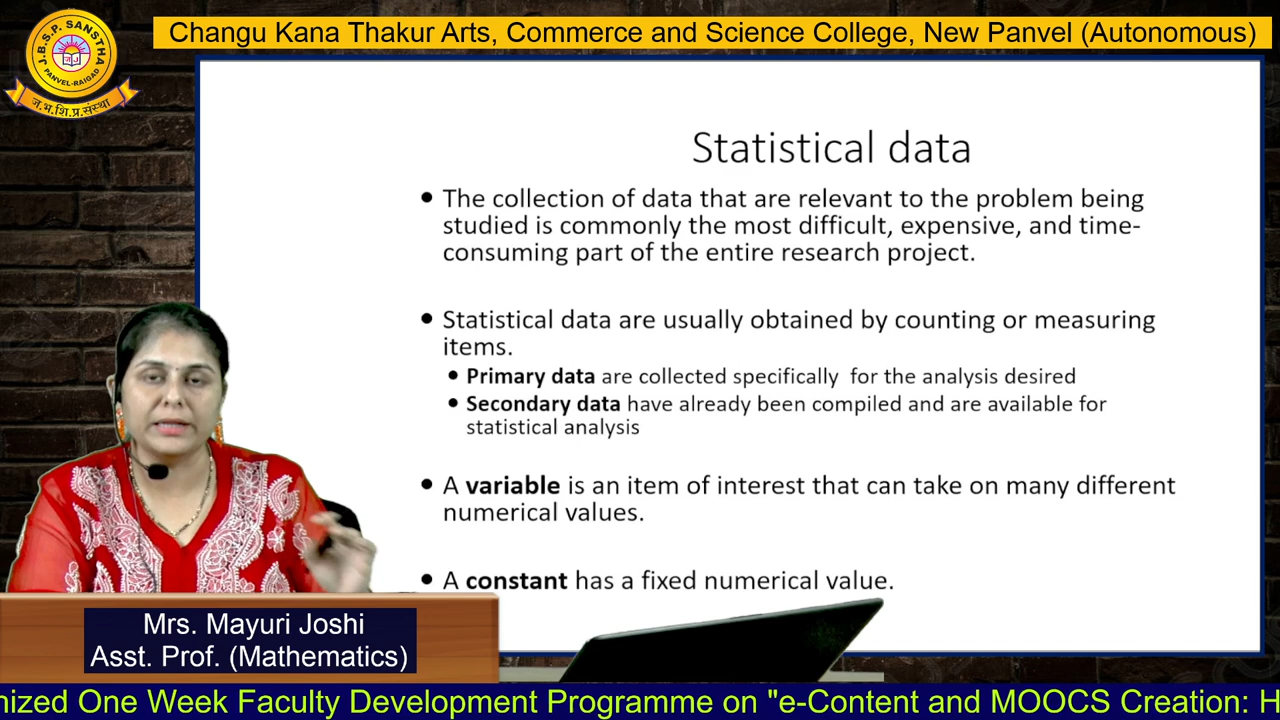 J.B.S.P. SANSTHA
PANVEL-RAIGAD
ज.भ.शि.प्र.संस्था
Changu Kana Thakur Arts, Commerce and Science College, New Panvel (Autonomous)
Statistical data
• The collection of data that are relevant to the problem being
studied is commonly the most difficult, expensive, and time-
consuming part of the entire research project.
• Statistical data are usually obtained by counting or measuring
items.
• Primary data are collected specifically for the analysis desired
• Secondary data have already been compiled and are available for
statistical analysis
• A variable is an item of interest that can take on many different
numerical values.
• A constant has a fixed numerical value.
Mrs. Mayuri Joshi
Asst. Prof. (Mathematics)
nized One Week Faculty Development Programme on "e-Content and MOOCS Creation: H